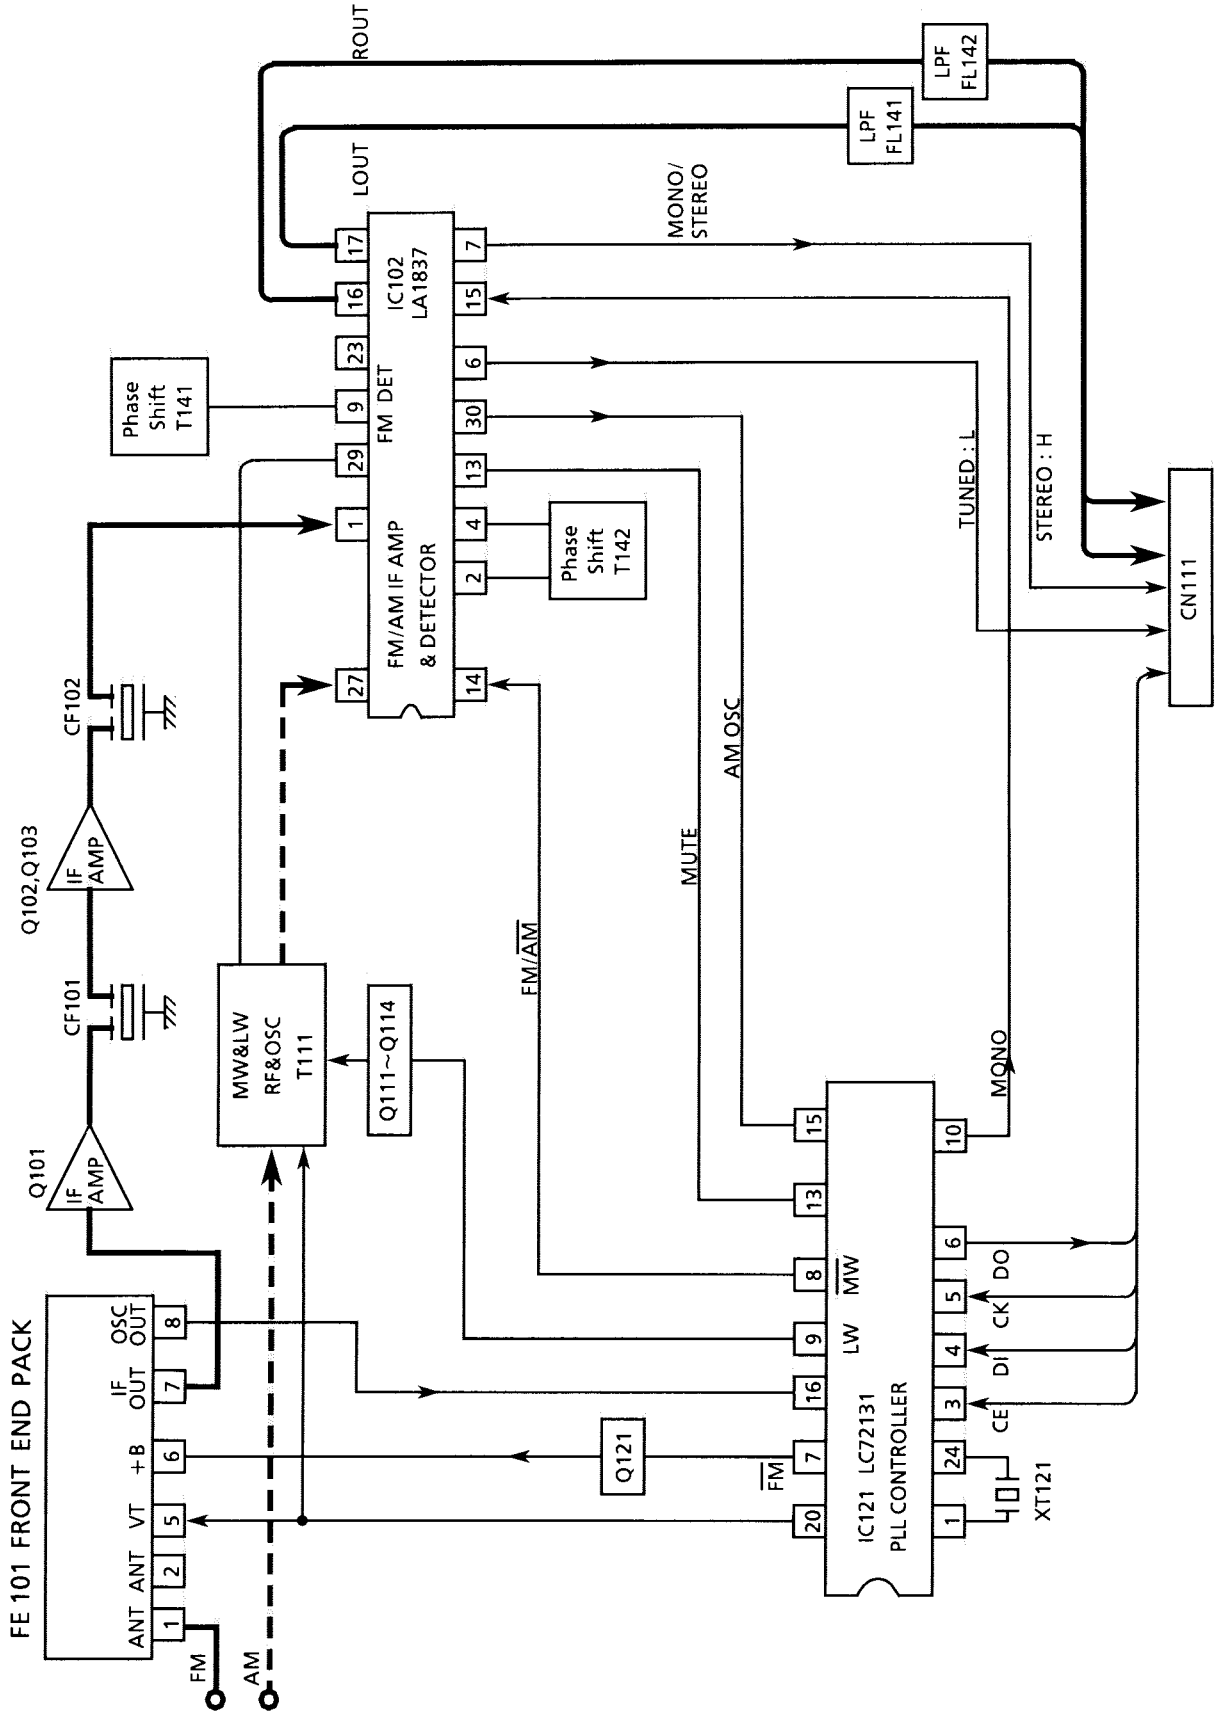 FE 101 FRONT END PACK
ANT
ANT
VT
+B
IF
OUT
OSC
OUT
1
2
5
6
7
8
FM
AM
Q101
IF
AMP
CF101
Q102,Q103
IF
AMP
CF102
MW&LW
RF&OSC
T111
Q111~Q114
Phase
Shift
T141
27
1
29
9
23
16
17
FM/AM IF AMP
& DETECTOR
FM DET
IC102
LA1837
14
2
4
13
30
6
15
7
Phase
Shift
T142
LOUT
ROUT
LPF
FL141
LPF
FL142
MONO/
STEREO
FM/AM
MUTE
AM OSC
TUNED : L
STEREO : H
MONO
Q121
FM
20
7
16
9
8
13
15
LW
MW
IC121 LC72131
PLL CONTROLLER
1
24
3
4
5
6
10
CE
DI
CK
DO
XT121
CN111